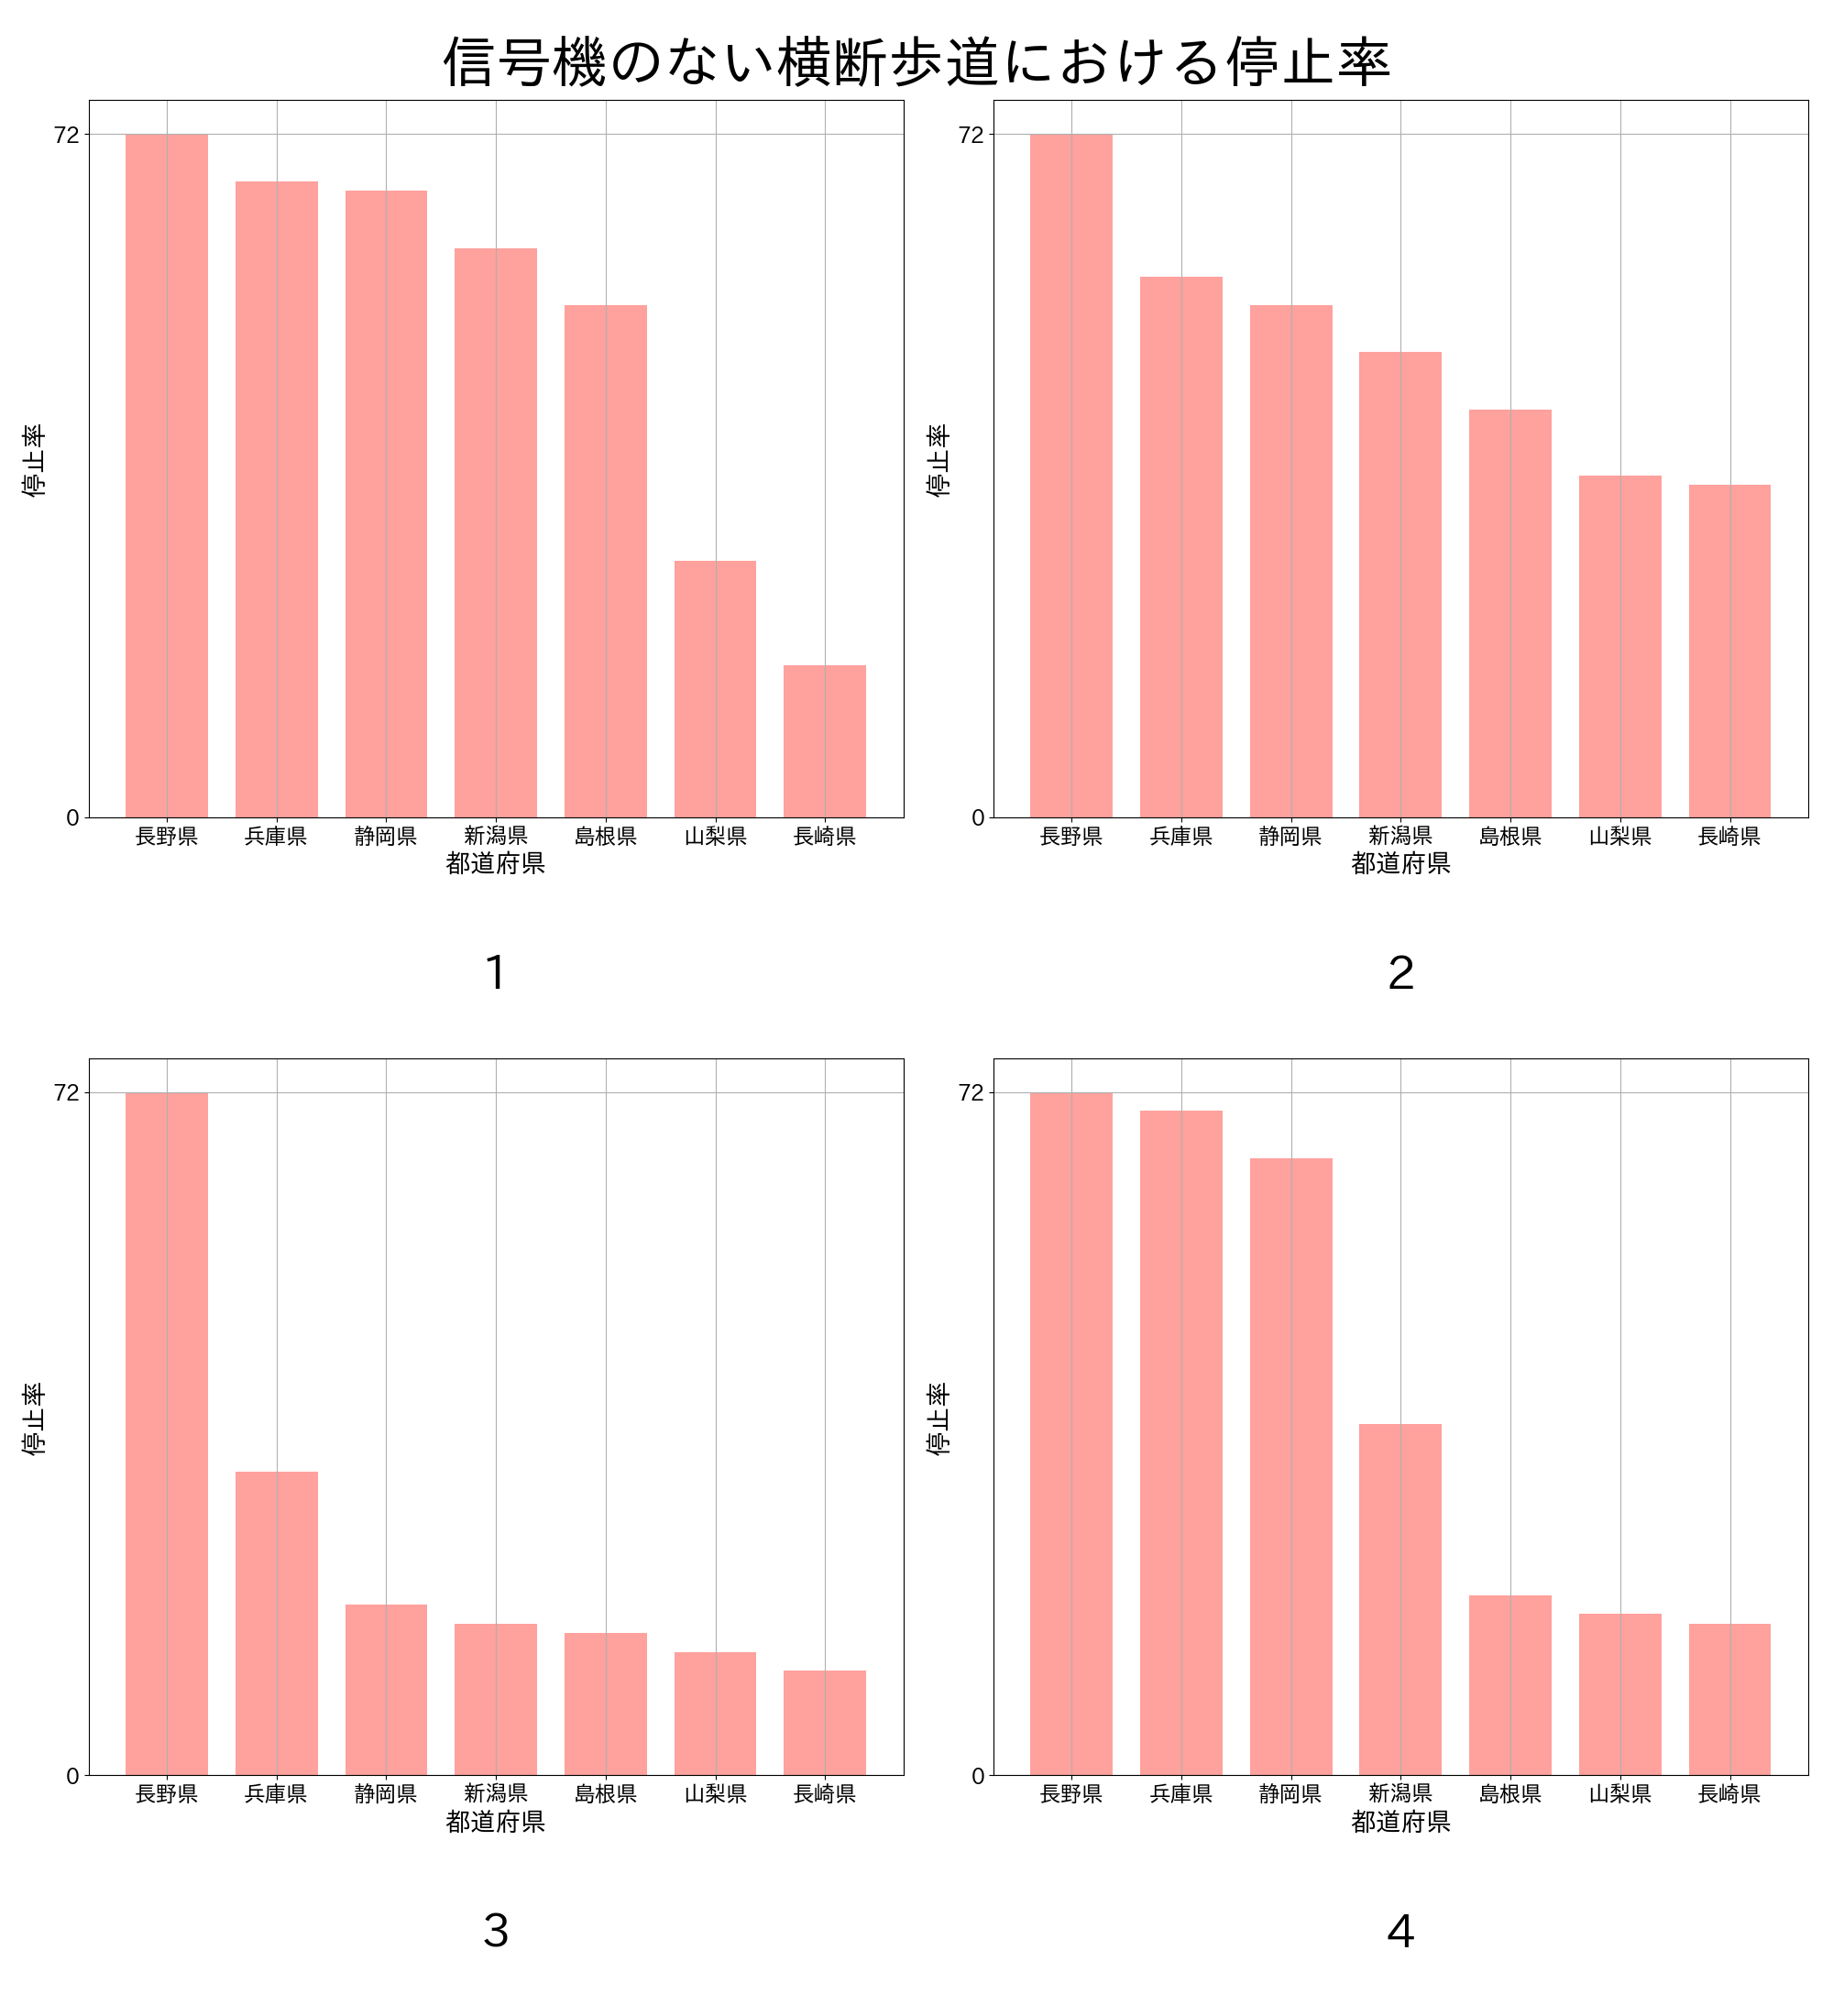 信号機のない横断歩道における停止率
72
0
停止率
長野県 兵庫県 静岡県 新潟県 島根県 山梨県 長崎県
都道府県
1
72
0
停止率
長野県 兵庫県 静岡県 新潟県 島根県 山梨県 長崎県
都道府県
2
72
0
停止率
長野県 兵庫県 静岡県 新潟県 島根県 山梨県 長崎県
都道府県
3
72
0
停止率
長野県 兵庫県 静岡県 新潟県 島根県 山梨県 長崎県
都道府県
4